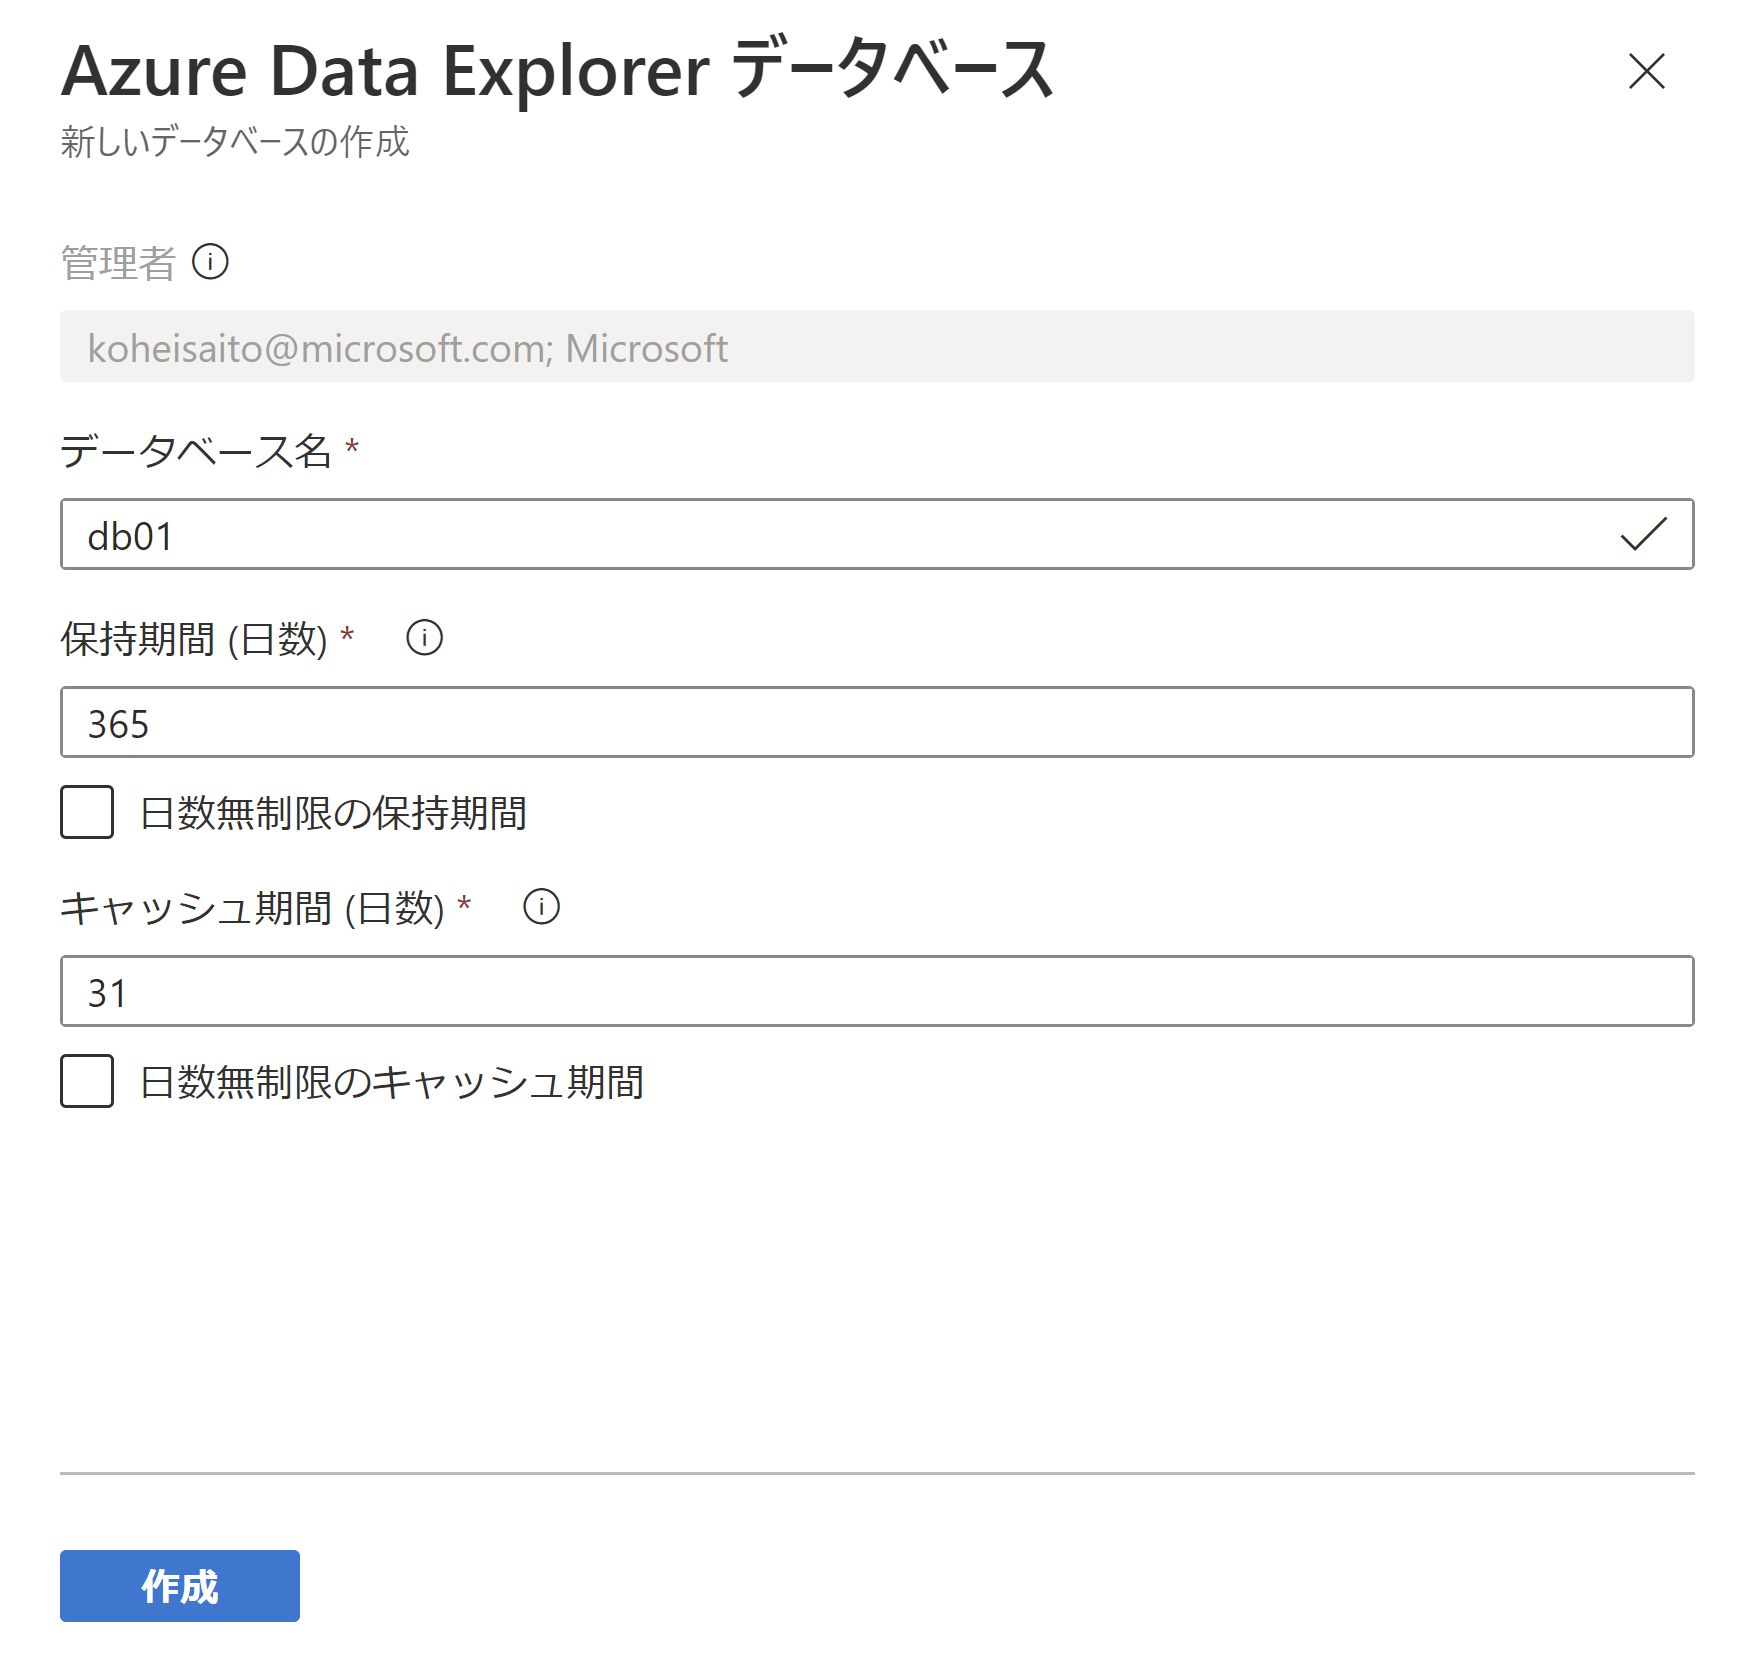 Azure Data Explorer データベース
新しいデータベースの作成
管理者
koheisaito@microsoft.com; Microsoft
データベース名 *
db01
保持期間 (日数) *
365
日数無制限の保持期間
キャッシュ期間 (日数) *
31
日数無制限のキャッシュ期間
作成